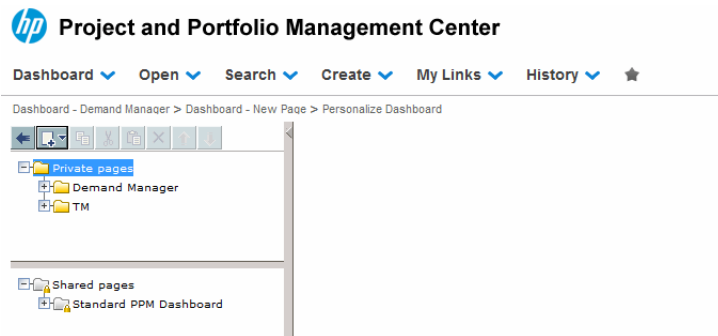 hp Project and Portfolio Management Center
Dashboard Open Search Create My Links History
Dashboard - Demand Manager > Dashboard - New Page > Personalize Dashboard
Private pages
Demand Manager
TM
Shared pages
Standard PPM Dashboard